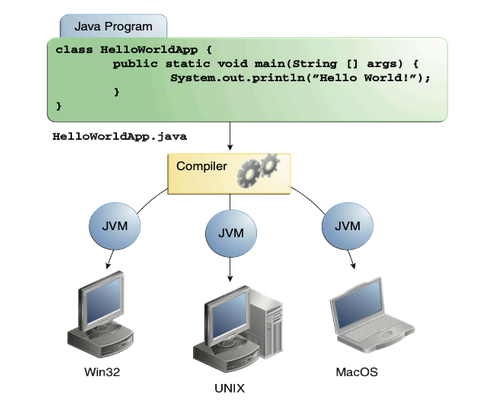 Java Program
class HelloWorldApp {
public static void main(String [] args) {
System.out.println(”Hello World!”);
}
}
HelloWorldApp.java
Compiler
JVM
JVM
JVM
Win32
UNIX
MacOS